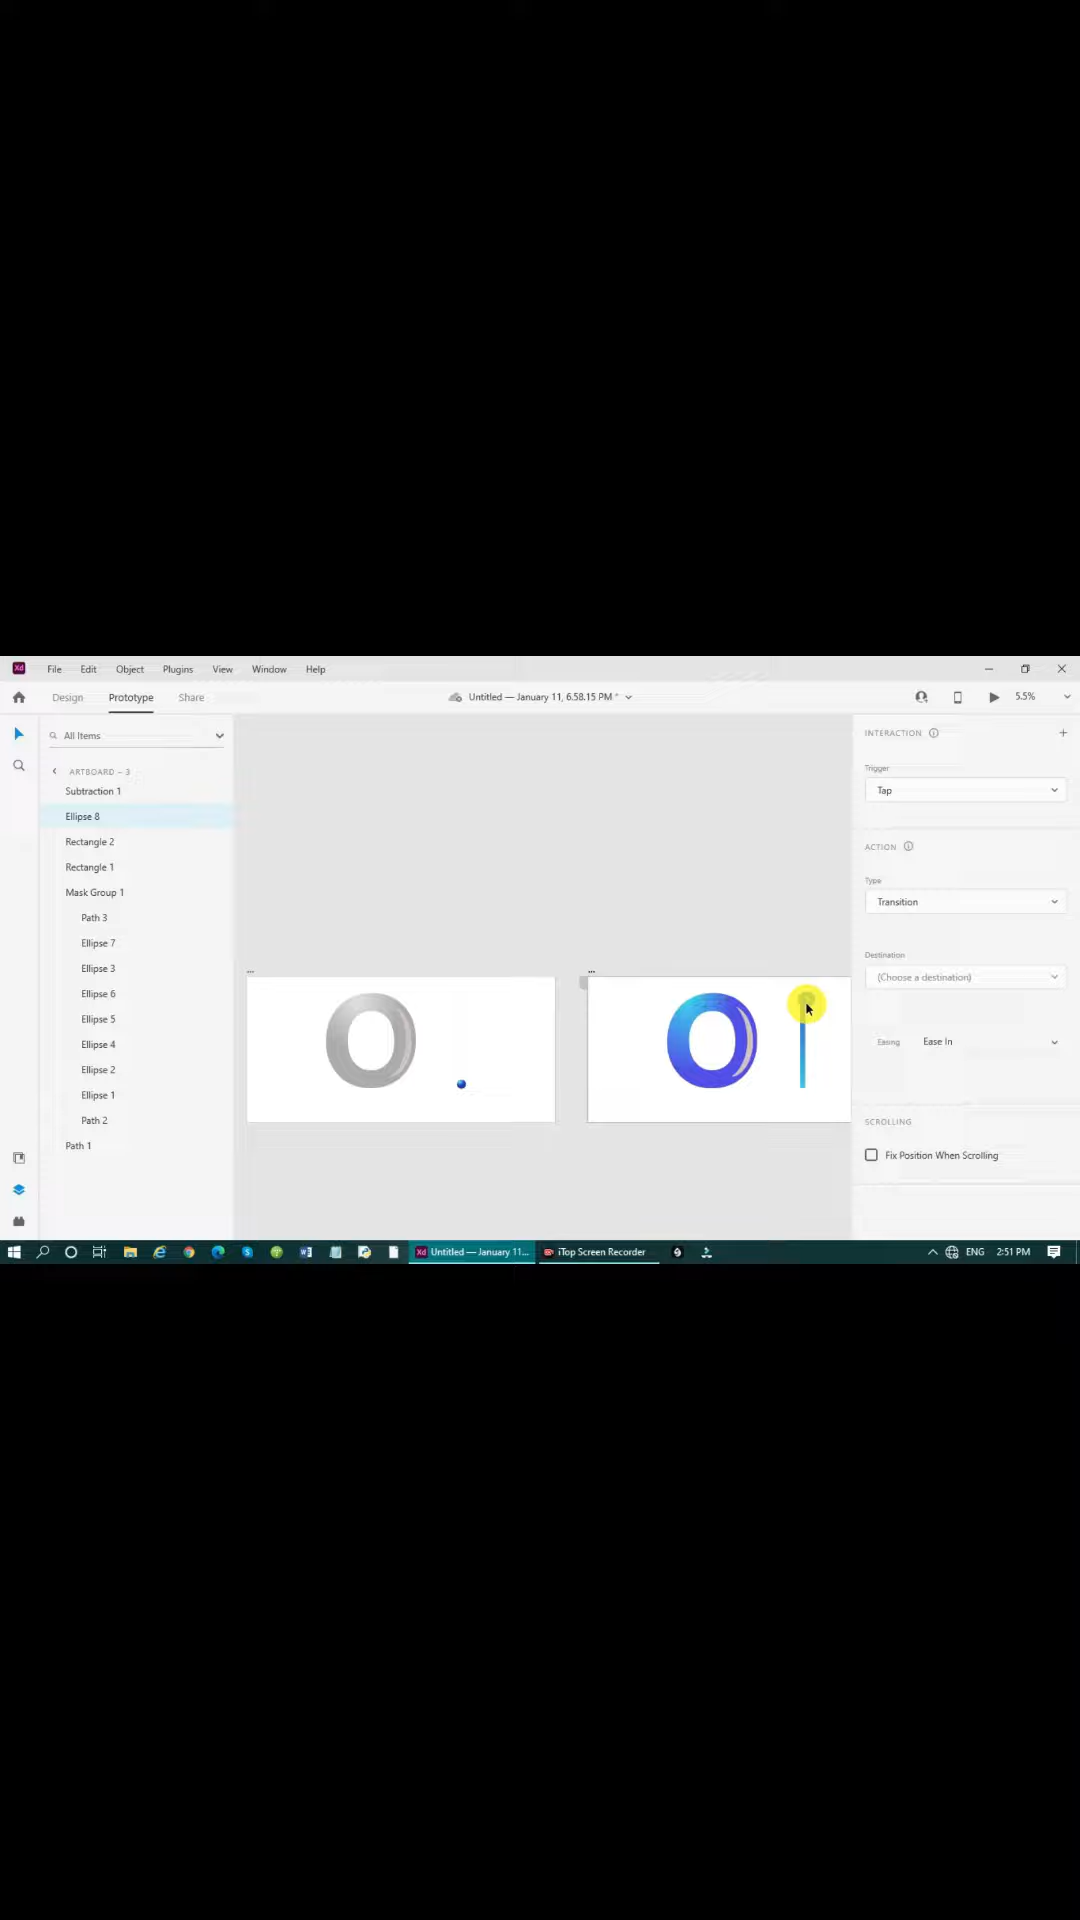 Xd File Edit Object Plugins View Window Help
Design Prototype Share Untitled — January 11, 6.58.15 PM * 5.5%
All Items
ARTBOARD – 3
Subtraction 1
Ellipse 8
Rectangle 2
Rectangle 1
Mask Group 1
Path 3
Ellipse 7
Ellipse 3
Ellipse 6
Ellipse 5
Ellipse 4
Ellipse 2
Ellipse 1
Path 2
Path 1
...
...
O
O
INTERACTION
Trigger
Tap
ACTION
Type
Transition
Destination
(Choose a destination)
Easing Ease In
SCROLLING
Fix Position When Scrolling
Xd Untitled — January 11... iTop Screen Recorder ENG 2:51 PM